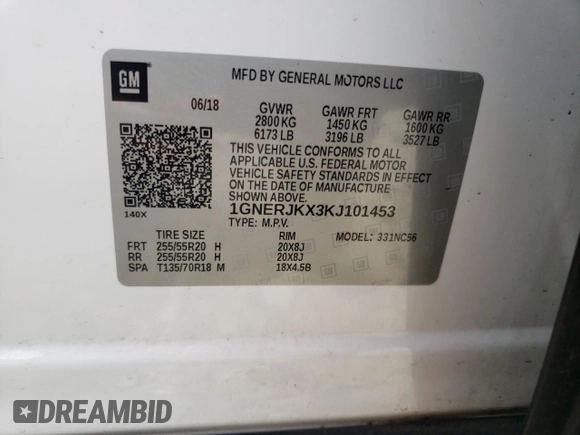 GM
MFD BY GENERAL MOTORS LLC
06/18 GVWR GAWR FRT GAWR RR
2800 KG 1450 KG 1600 KG
6173 LB 3196 LB 3527 LB
THIS VEHICLE CONFORMS TO ALL
APPLICABLE U.S. FEDERAL MOTOR
VEHICLE SAFETY STANDARDS IN EFFECT
ON THE DATE OF MANUFACTURE
SHOWN ABOVE.
1GNERJKX3KJ101453
140X TYPE: M.P.V.
TIRE SIZE RIM MODEL: 331NC56
FRT 255/55R20 H 20X8J
RR 255/55R20 H 20X8J
SPA T135/70R18 M 18X4.5B
DREAMBID